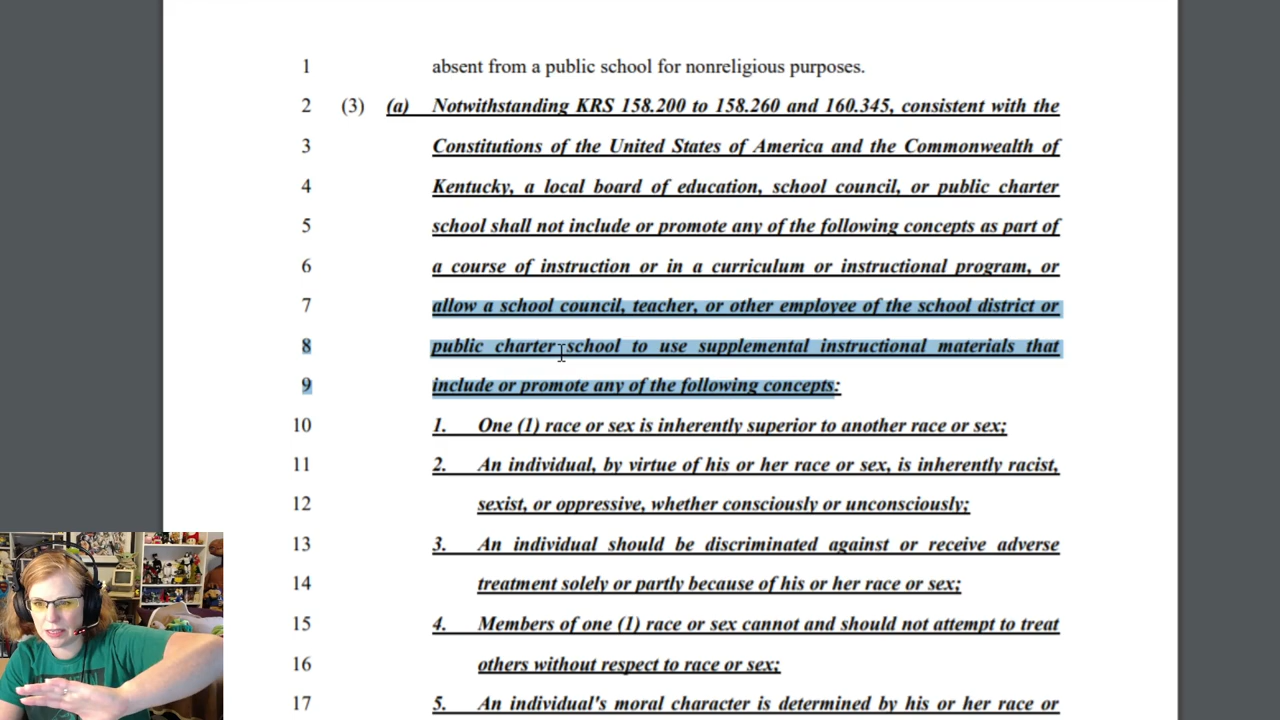 1 absent from a public school for nonreligious purposes.
2 (3) (a) Notwithstanding KRS 158.200 to 158.260 and 160.345, consistent with the
3 Constitutions of the United States of America and the Commonwealth of
4 Kentucky, a local board of education, school council, or public charter
5 school shall not include or promote any of the following concepts as part of
6 a course of instruction or in a curriculum or instructional program, or
7 allow a school council, teacher, or other employee of the school district or
8 public charter school to use supplemental instructional materials that
9 include or promote any of the following concepts:
10 1. One (1) race or sex is inherently superior to another race or sex;
11 2. An individual, by virtue of his or her race or sex, is inherently racist,
12 sexist, or oppressive, whether consciously or unconsciously;
13 3. An individual should be discriminated against or receive adverse
14 treatment solely or partly because of his or her race or sex;
15 4. Members of one (1) race or sex cannot and should not attempt to treat
16 others without respect to race or sex;
17 5. An individual's moral character is determined by his or her race or